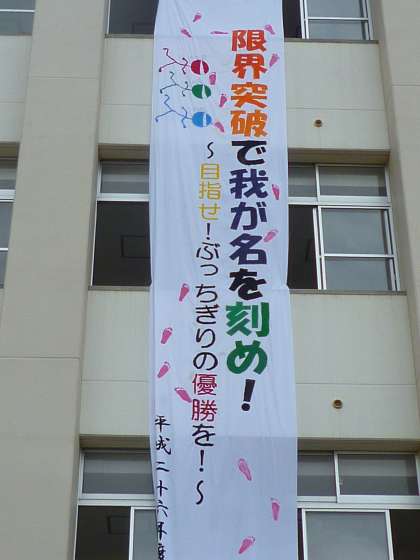 限界突破で我が名を刻め！
～目指せ！ぶっちぎりの優勝を！～
平成二十六年度